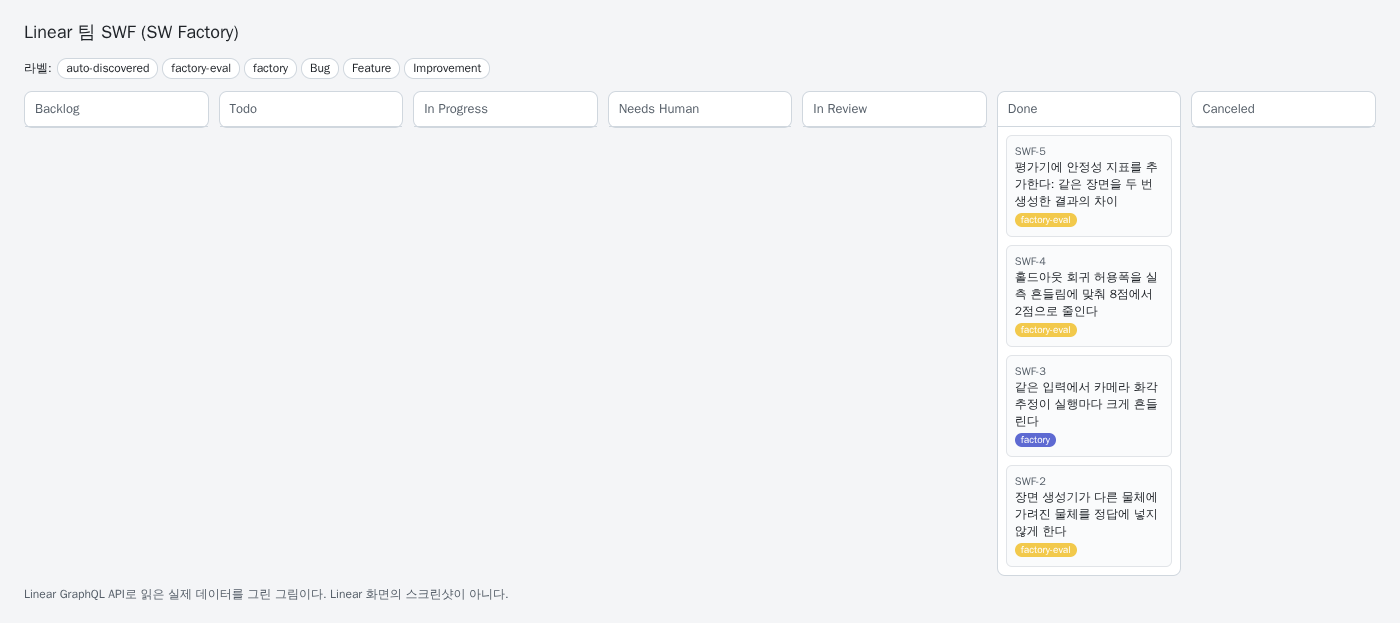 Linear 팀 SWF (SW Factory)
라벨: auto-discovered factory-eval factory Bug Feature Improvement
Backlog
Todo
In Progress
Needs Human
In Review
Done
Canceled
SWF-5
평가기에 안정성 지표를 추
가한다: 같은 장면을 두 번
생성한 결과의 차이
factory-eval
SWF-4
홀드아웃 회귀 허용폭을 실
측 흔들림에 맞춰 8점에서
2점으로 줄인다
factory-eval
SWF-3
같은 입력에서 카메라 화각
추정이 실행마다 크게 흔들
린다
factory
SWF-2
장면 생성기가 다른 물체에
가려진 물체를 정답에 넣지
않게 한다
factory-eval
Linear GraphQL API로 읽은 실제 데이터를 그린 그림이다. Linear 화면의 스크린샷이 아니다.